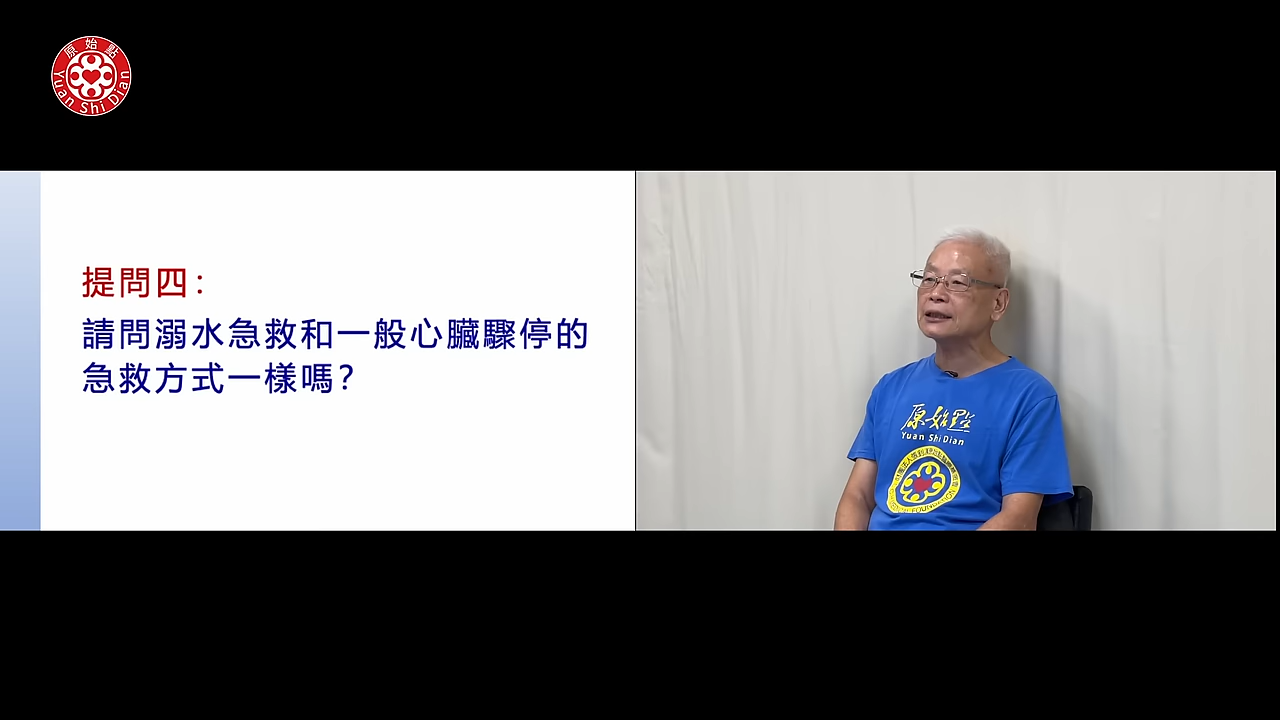 原始點
Yuan Shi Dian
提問四：
請問溺水急救和一般心臟驟停的
急救方式一樣嗎？
原始點
Yuan Shi Dian